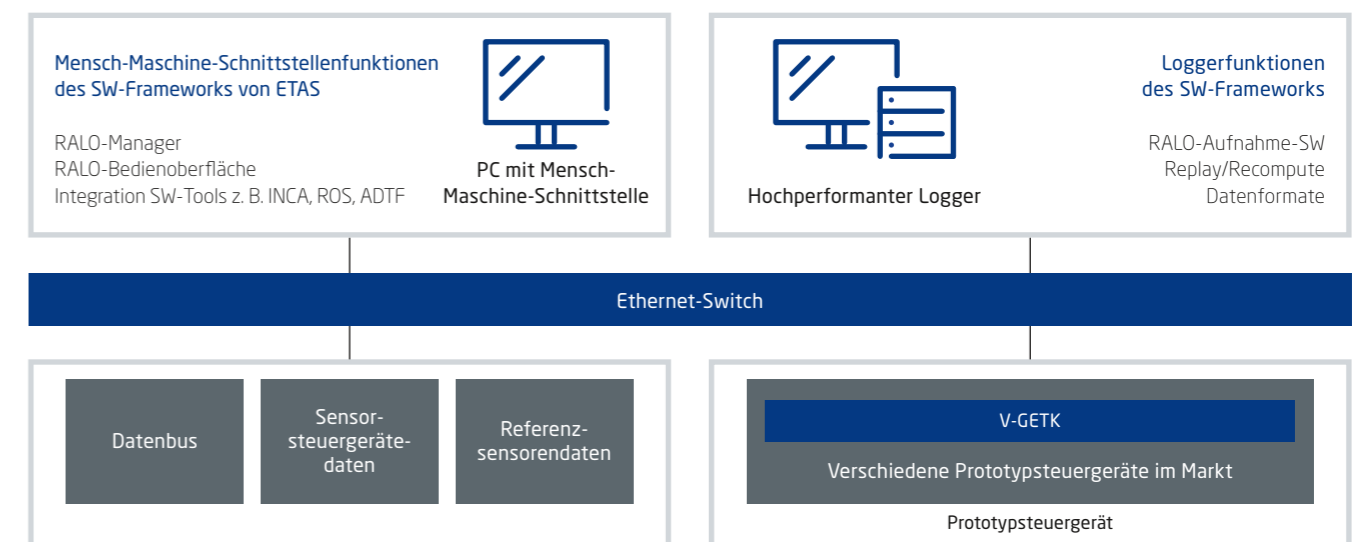 Mensch-Maschine-Schnittstellenfunktionen
des SW-Frameworks von ETAS
RALO-Manager
RALO-Bedienoberfläche
Integration SW-Tools z. B. INCA, ROS, ADTF
PC mit Mensch-
Maschine-Schnittstelle
Hochperformanter Logger
Loggerfunktionen
des SW-Frameworks
RALO-Aufnahme-SW
Replay/Recompute
Datenformate
Ethernet-Switch
Datenbus
Sensor-
steuergeräte-
daten
Referenz-
sensorendaten
V-GETK
Verschiedene Prototypsteuergeräte im Markt
Prototypsteuergerät